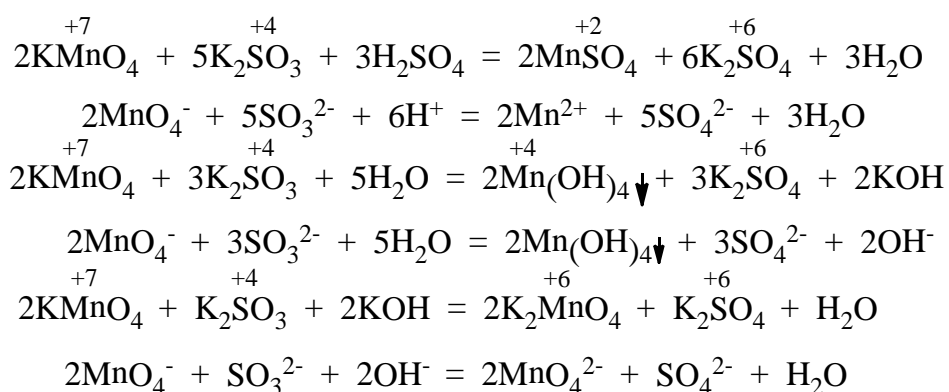 +7 +4 +2 +6
2KMnO₄ + 5K₂SO₃ + 3H₂SO₄ = 2MnSO₄ + 6K₂SO₄ + 3H₂O
2MnO₄⁻ + 5SO₃²⁻ + 6H⁺ = 2Mn²⁺ + 5SO₄²⁻ + 3H₂O
+7 +4 +4 +6
2KMnO₄ + 3K₂SO₃ + 5H₂O = 2Mn(OH)₄↓ + 3K₂SO₄ + 2KOH
2MnO₄⁻ + 3SO₃²⁻ + 5H₂O = 2Mn(OH)₄↓ + 3SO₄²⁻ + 2OH⁻
+7 +4 +6 +6
2KMnO₄ + K₂SO₃ + 2KOH = 2K₂MnO₄ + K₂SO₄ + H₂O
2MnO₄⁻ + SO₃²⁻ + 2OH⁻ = 2MnO₄²⁻ + SO₄²⁻ + H₂O